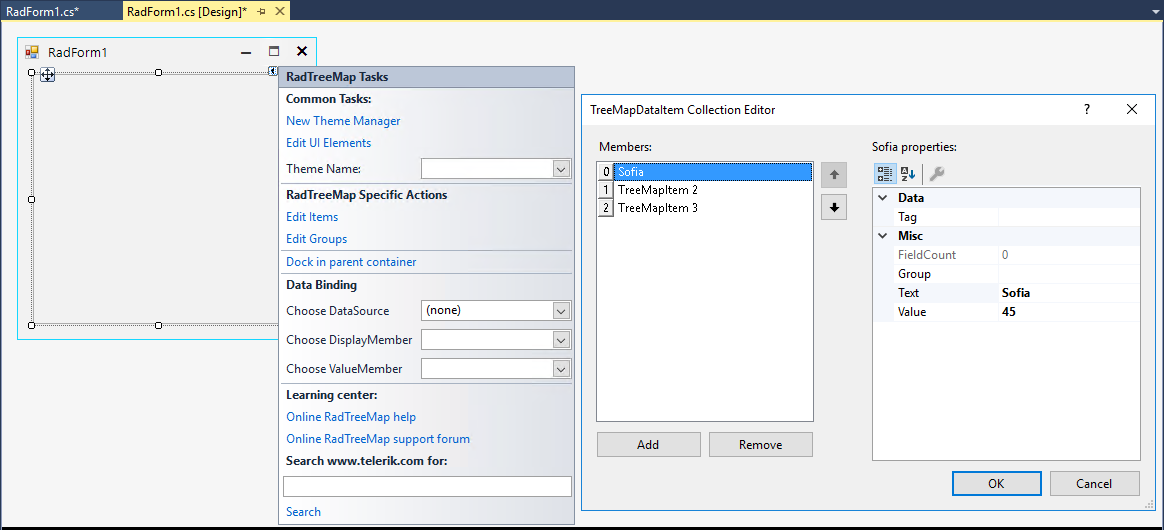 RadForm1.cs*
RadForm1.cs [Design]*
RadForm1
RadTreeMap Tasks
Common Tasks:
New Theme Manager
Edit UI Elements
Theme Name:
RadTreeMap Specific Actions
Edit Items
Edit Groups
Dock in parent container
Data Binding
Choose DataSource (none)
Choose DisplayMember
Choose ValueMember
Learning center:
Online RadTreeMap help
Online RadTreeMap support forum
Search www.telerik.com for:
Search
TreeMapDataItem Collection Editor
?
Members:
0 Sofia
1 TreeMapItem 2
2 TreeMapItem 3
Add Remove
Sofia properties:
Data
Tag
Misc
FieldCount 0
Group
Text Sofia
Value 45
OK Cancel